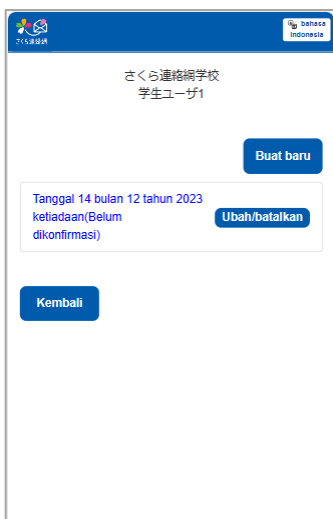 さくら連絡網
bahasa
Indonesia
さくら連絡網学校
学生ユーザ1
Buat baru
Tanggal 14 bulan 12 tahun 2023
ketiadaan(Belum
dikonfirmasi)
Ubah/batalkan
Kembali